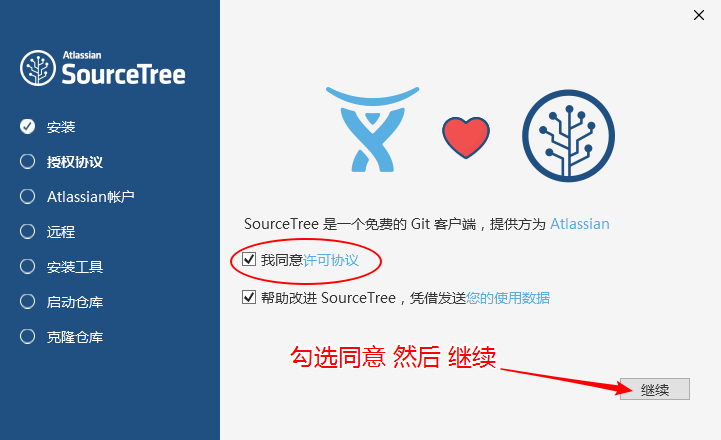 Atlassian
SourceTree
安装
授权协议
Atlassian帐户
远程
安装工具
启动仓库
克隆仓库
SourceTree 是一个免费的 Git 客户端，提供方为 Atlassian
我同意许可协议
帮助改进 SourceTree，凭借发送您的使用数据
勾选同意 然后 继续
继续